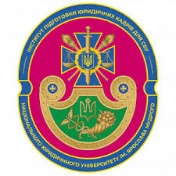 ІНСТИТУТ ПІДГОТОВКИ ЮРИДИЧНИХ КАДРІВ ДЛЯ СБУ
НАЦІОНАЛЬНОГО ЮРИДИЧНОГО УНІВЕРСИТЕТУ ІМ. ЯРОСЛАВА МУДРОГО